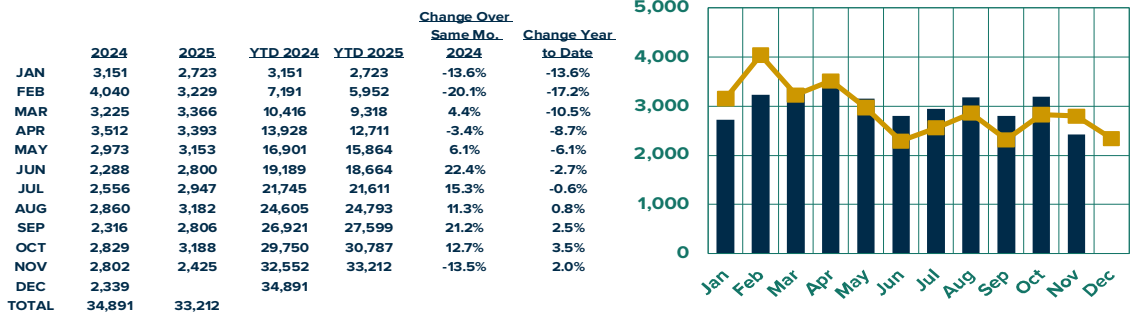 Change Over
Same Mo. Change Year
2024 2025 YTD 2024 YTD 2025 2024 to Date
JAN 3,151 2,723 3,151 2,723 -13.6% -13.6%
FEB 4,040 3,229 7,191 5,952 -20.1% -17.2%
MAR 3,225 3,366 10,416 9,318 4.4% -10.5%
APR 3,512 3,393 13,928 12,711 -3.4% -8.7%
MAY 2,973 3,153 16,901 15,864 6.1% -6.1%
JUN 2,288 2,800 19,189 18,664 22.4% -2.7%
JUL 2,556 2,947 21,745 21,611 15.3% -0.6%
AUG 2,860 3,182 24,605 24,793 11.3% 0.8%
SEP 2,316 2,806 26,921 27,599 21.2% 2.5%
OCT 2,829 3,188 29,750 30,787 12.7% 3.5%
NOV 2,802 2,425 32,552 33,212 -13.5% 2.0%
DEC 2,339 34,891
TOTAL 34,891 33,212
5,000
4,000
3,000
2,000
1,000
0
Jan Feb Mar Apr May Jun Jul Aug Sep Oct Nov Dec